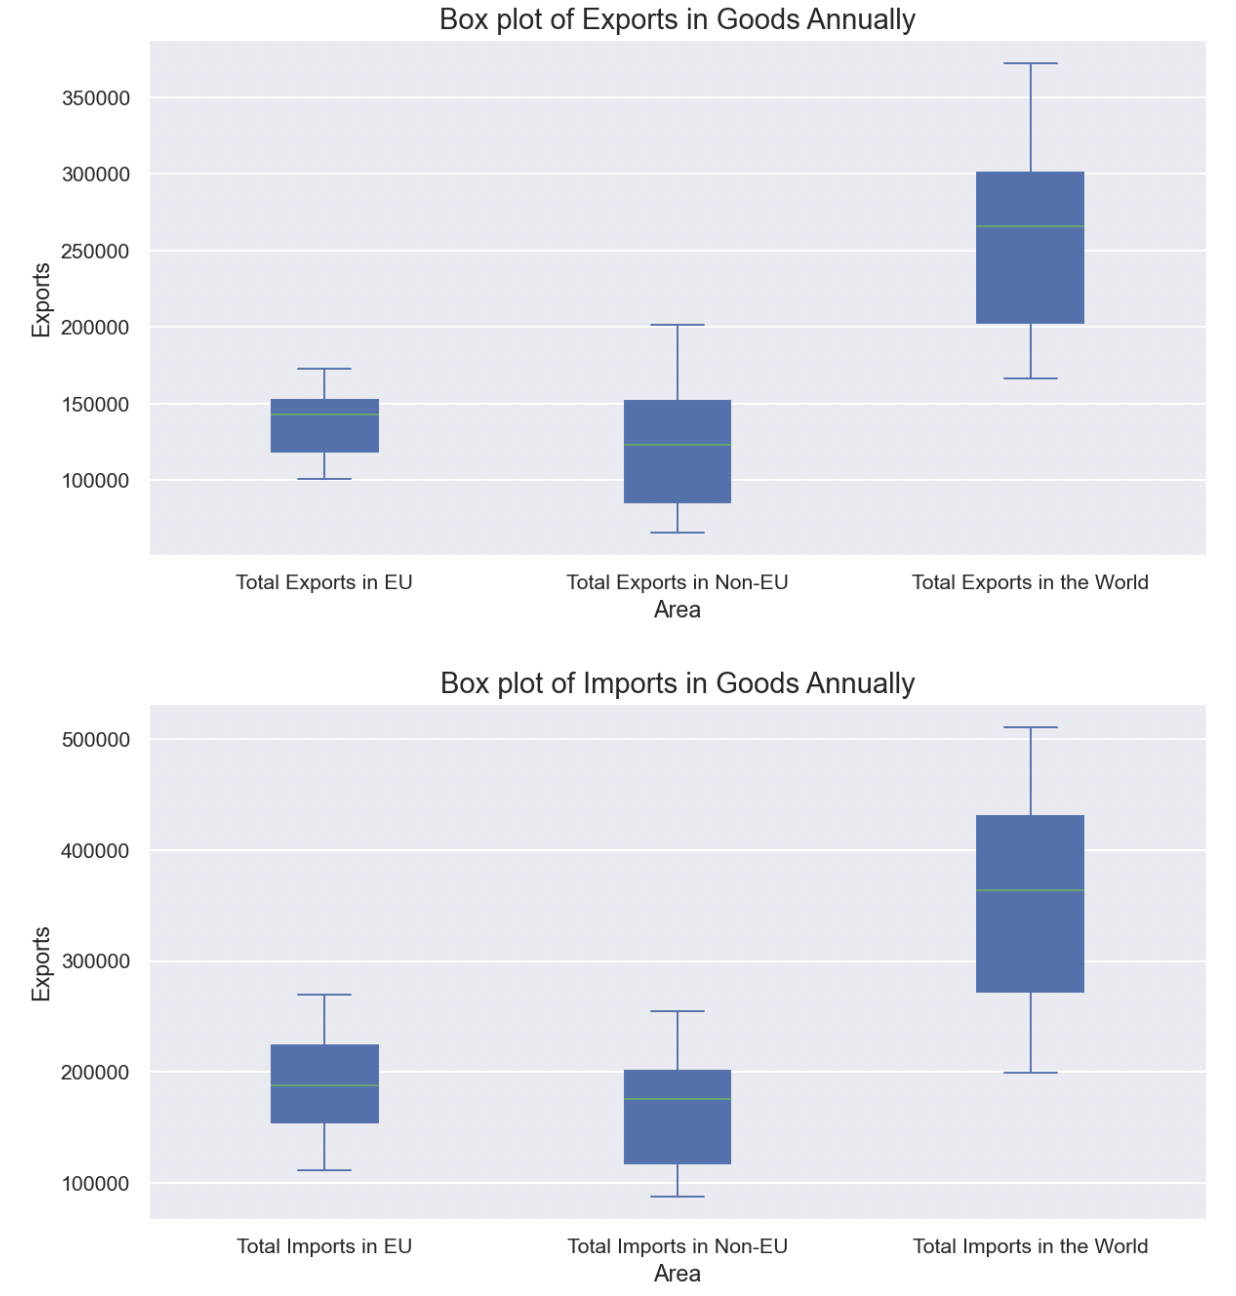 Box plot of Exports in Goods Annually
350000
300000
250000
200000
150000
100000
Exports
Total Exports in EU
Total Exports in Non-EU
Total Exports in the World
Area
Box plot of Imports in Goods Annually
500000
400000
300000
200000
100000
Exports
Total Imports in EU
Total Imports in Non-EU
Total Imports in the World
Area